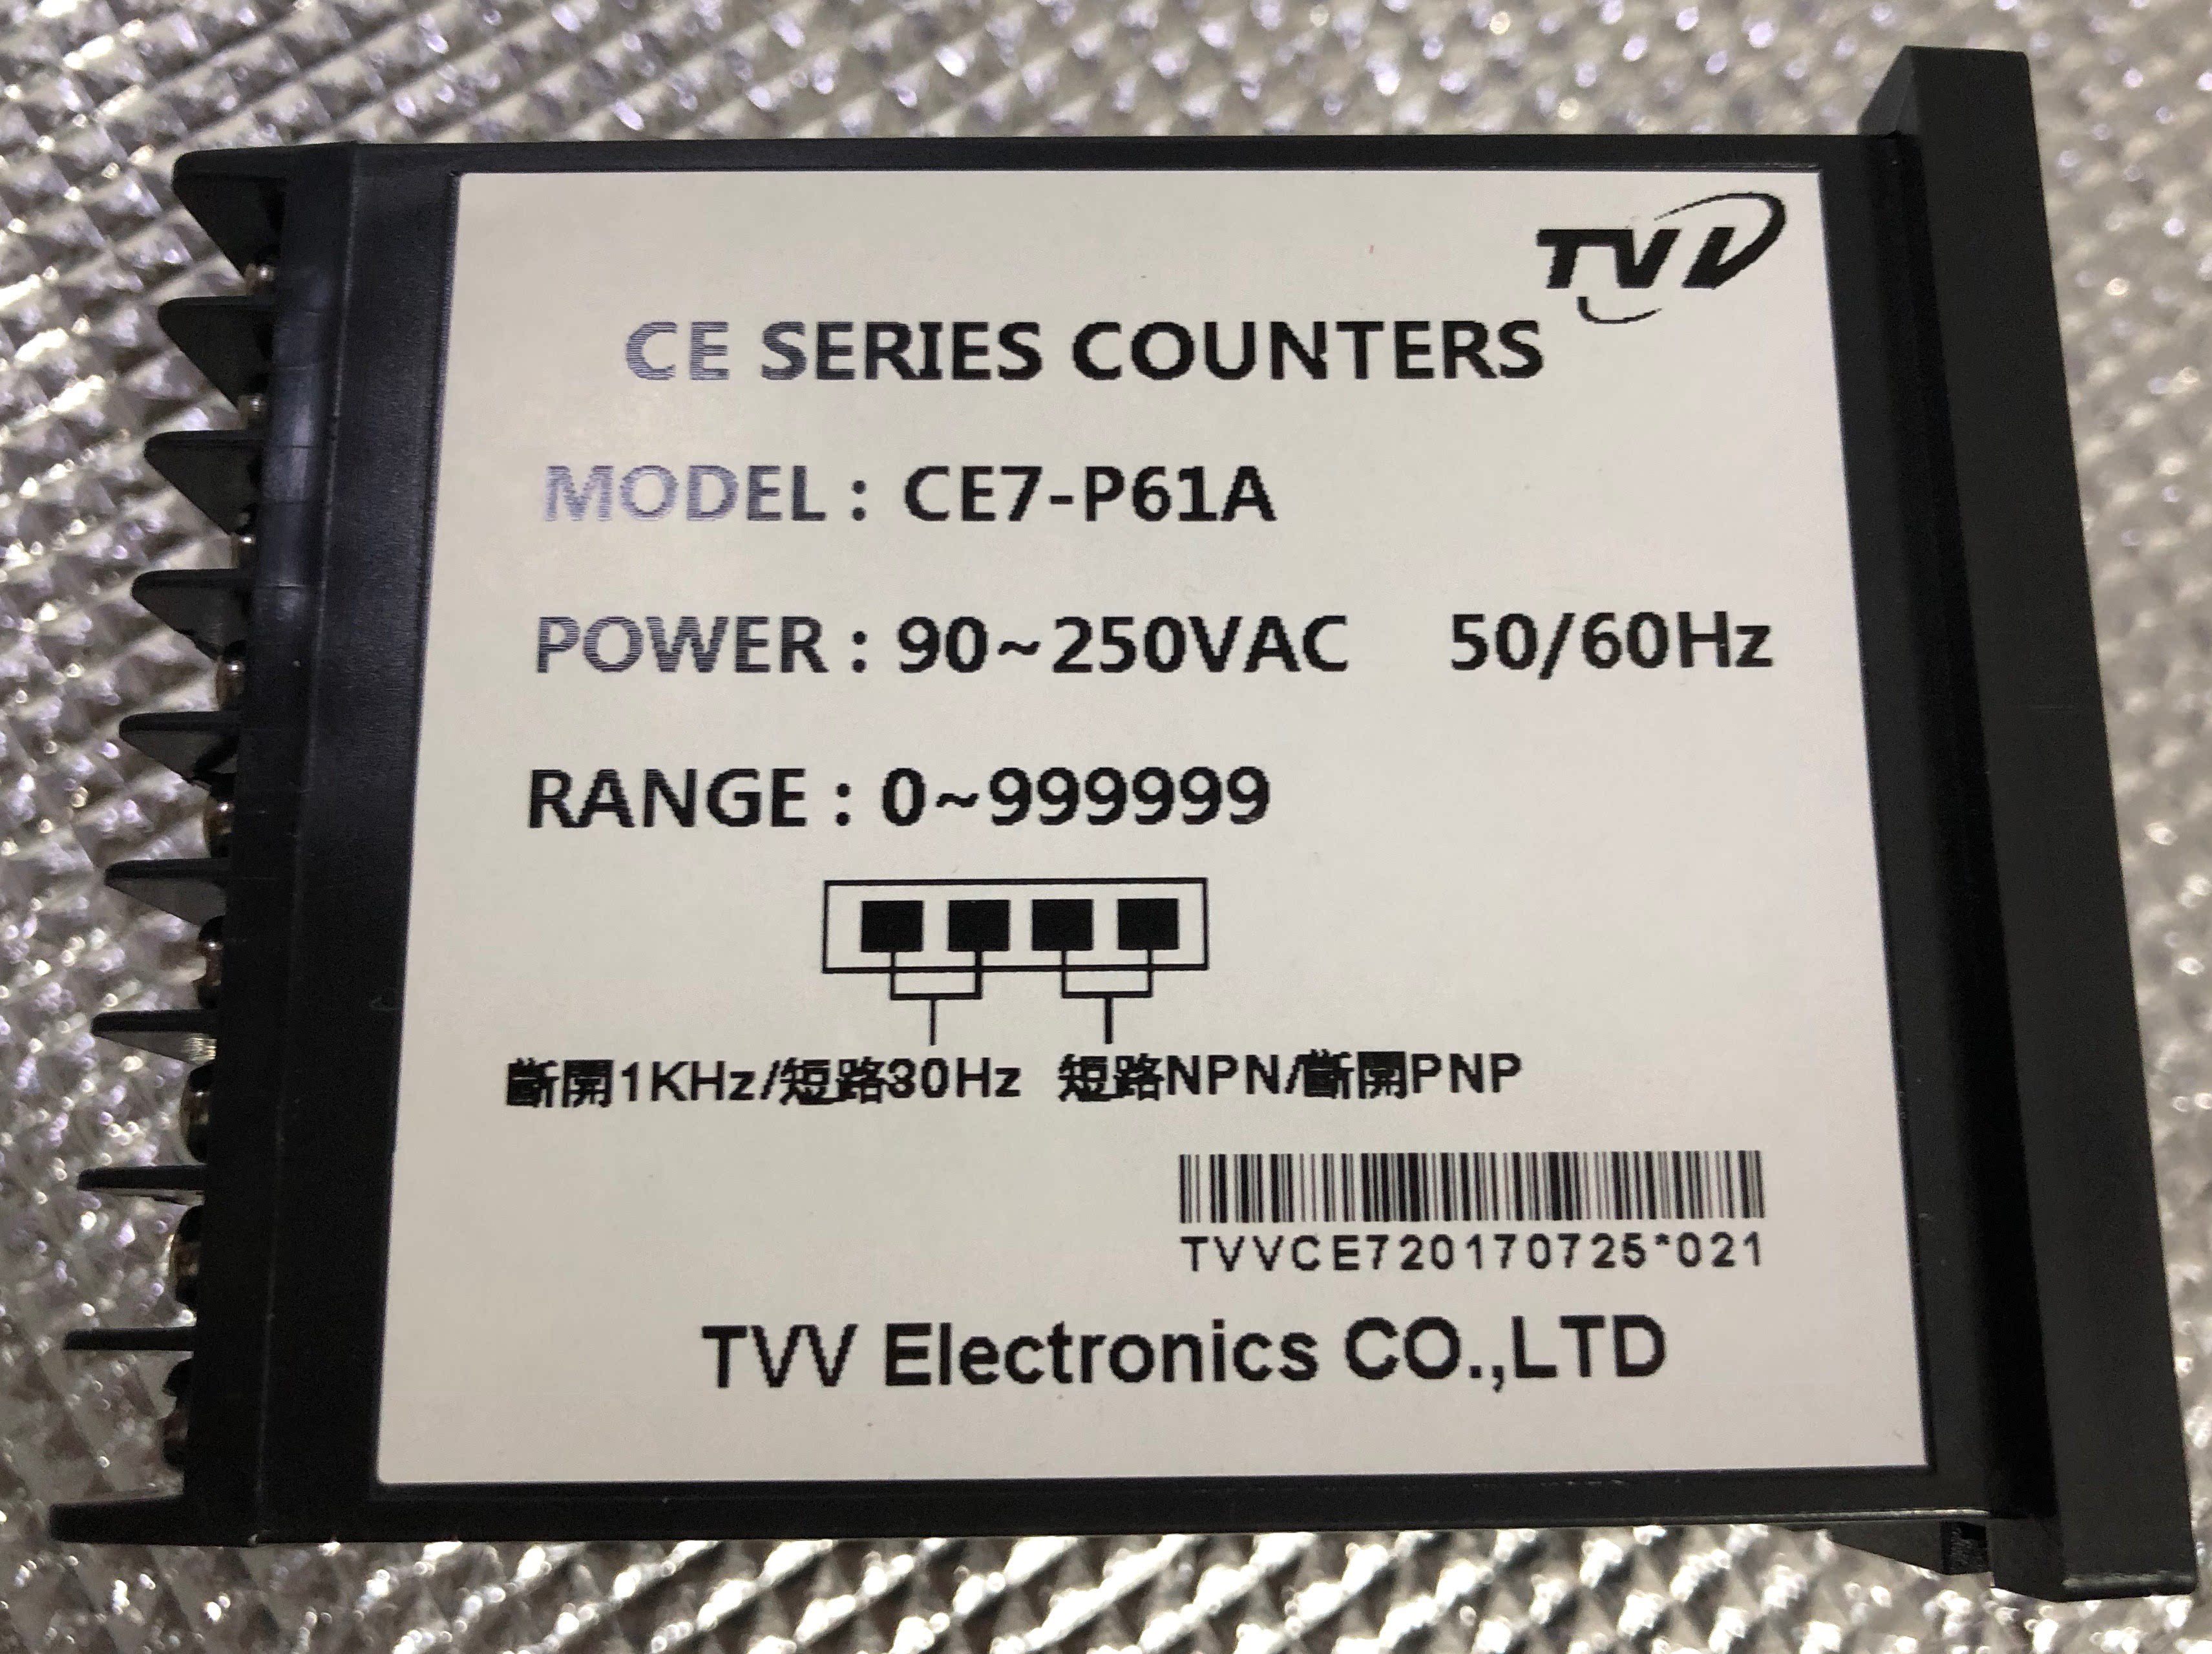 TVV
CE SERIES COUNTERS
MODEL : CE7-P61A
POWER : 90~250VAC 50/60Hz
RANGE : 0~999999
斷開1KHz/短路30Hz 短路NPN/斷開PNP
TVVCE720170725*021
TVV Electronics CO.,LTD